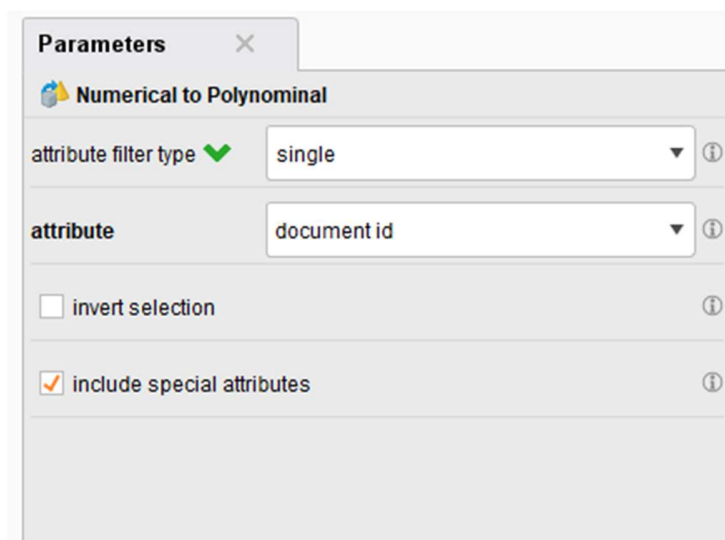 Parameters
Numerical to Polynominal
attribute filter type single
attribute document id
invert selection
include special attributes